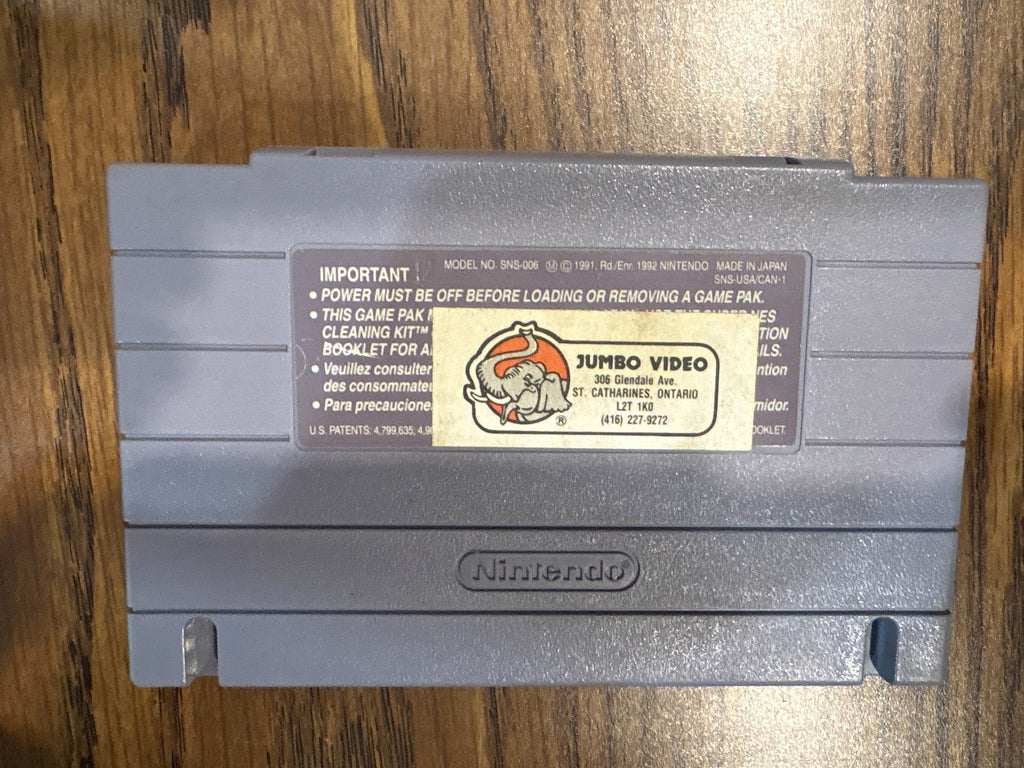 IMPORTANT :
MODEL NO. SNS-006 Ⓜ © 1991, Rd./Enr. 1992 NINTENDO MADE IN JAPAN
SNS-USA/CAN-1
• POWER MUST BE OFF BEFORE LOADING OR REMOVING A GAME PAK.
• THIS GAME PAK NES
CLEANING KIT™
BOOKLET FOR
• Veuillez consulter
des
• Para
U.S. PATENTS: 4,799,635,
JUMBO VIDEO
306 Glendale Ave.
ST. CATHARINES, ONTARIO
L2T 1K0
(416) 227-9272
®
Nintendo®